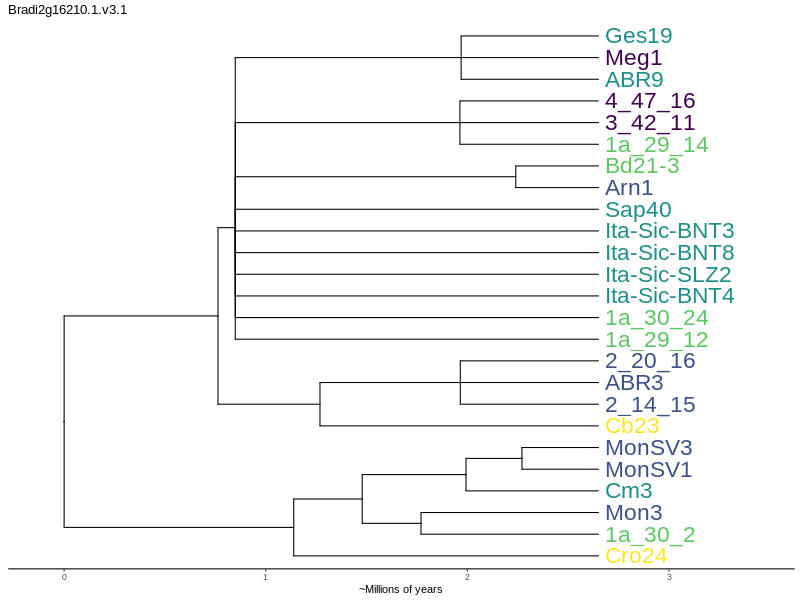 Bradi2g16210.1.v3.1
Ges19
Meg1
ABR9
4_47_16
3_42_11
1a_29_14
Bd21-3
Arn1
Sap40
Ita-Sic-BNT3
Ita-Sic-BNT8
Ita-Sic-SLZ2
Ita-Sic-BNT4
1a_30_24
1a_29_12
2_20_16
ABR3
2_14_15
Cb23
MonSV3
MonSV1
Cm3
Mon3
1a_30_2
Cro24
0 1 2 3
~Millions of years